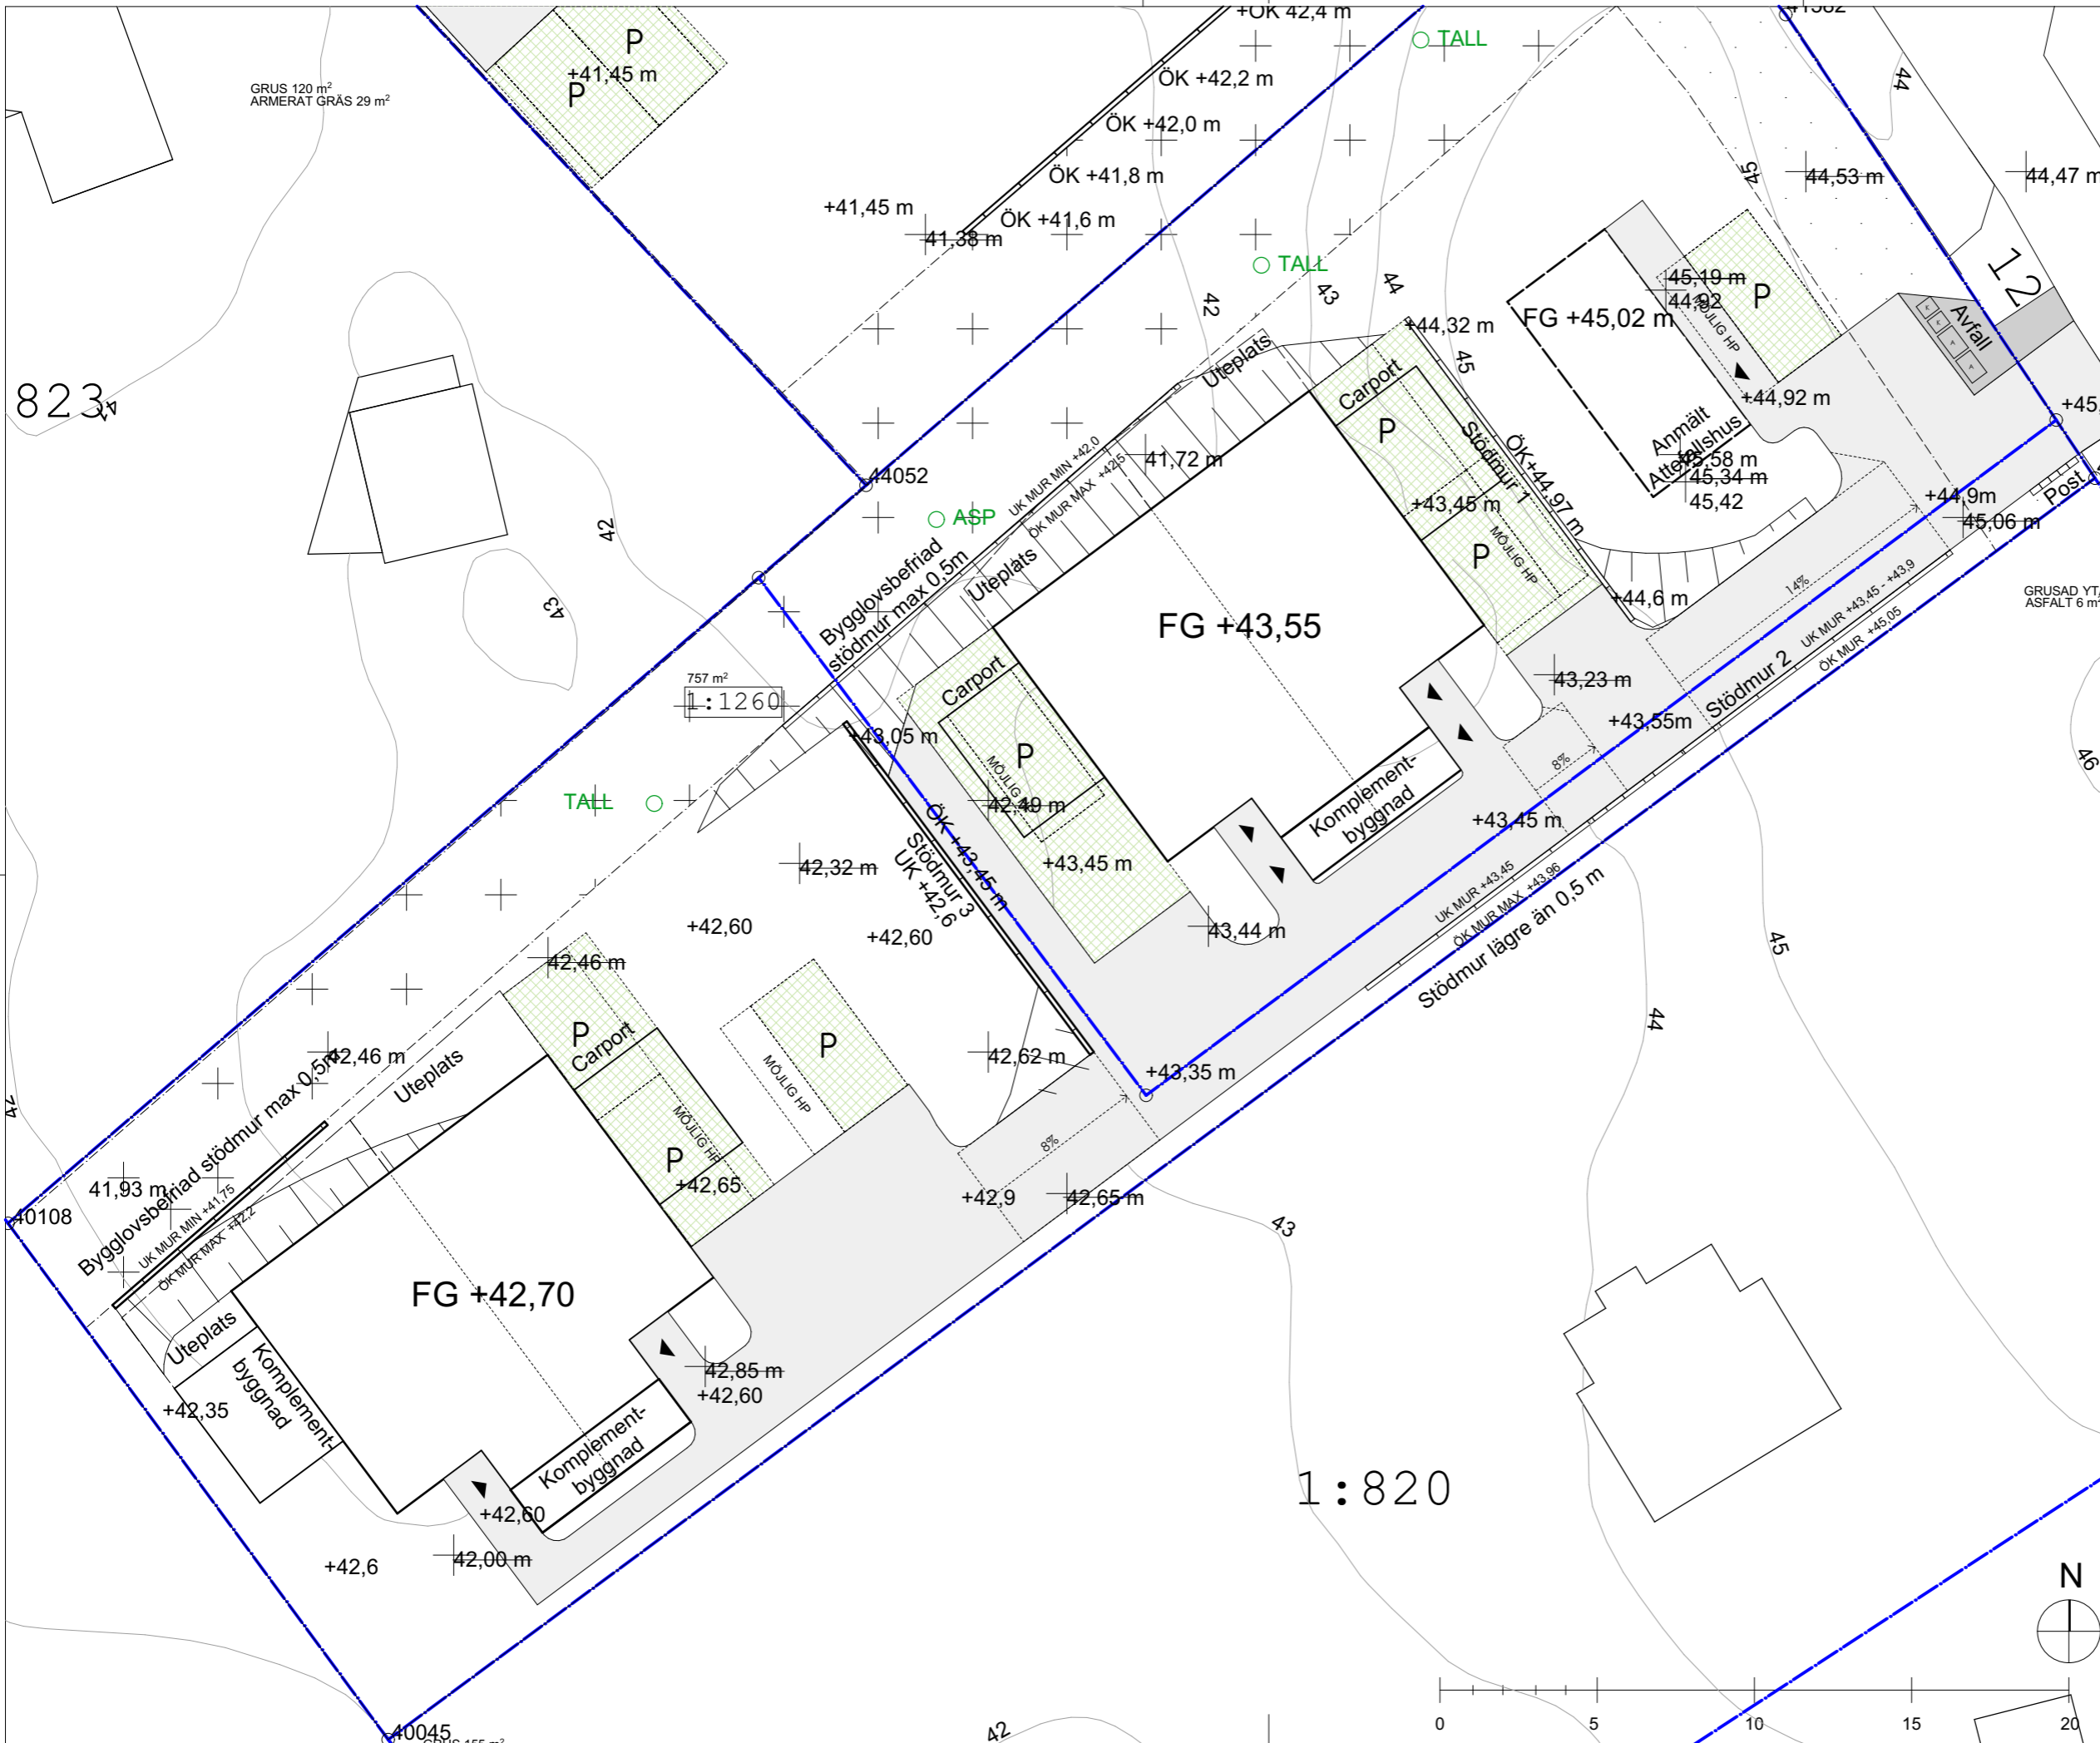 +OK 42,4 m
TALL
P
+41,45 m
P
GRUS 120 m²
ARMERAT GRÄS 29 m²
ÖK +42,2 m
ÖK +42,0 m
ÖK +41,8 m
ÖK +41,6 m
44
45
44,53 m
44,47 m
+41,45 m
41,38 m
TALL
42
43
44
12
823
41
45,19 m
44,92
P
MÖJLIG HP
FG +45,02 m
Avfall
+44,32 m
45
Uteplats
Carport
P
+44,92 m
+45,
Anmält
Attefallshus
45,58 m
45,34 m
45,42
Stödmur 1
ÖK+44,97 m
UK MUR MIN +42,0
ÖK MUR MAX +42,5
41,72 m
44052
ASP
42
43
+43,45 m
P
MÖJLIG HP
Post
+44,9m
45,06 m
14%
GRUSAD YT
ASFALT 6 m²
Bygglovsbefriad
stödmur max 0,5m
Uteplats
FG +43,55
+44,6 m
UK MUR +43,45 - +43,9
ÖK MUR +45,05
757 m²
1:1260
Carport
43,23 m
+43,55m
Stödmur 2
+43,05 m
P
MÖJLIG
8%
46
TALL
42,49 m
ÖK +43,45 m
Stödmur 3
UK +42,6
Komplement-
byggnad
+43,45 m
42,32 m
+43,45 m
UK MUR +43,45
ÖK MUR MAX +43,96
Stödmur lägre än 0,5 m
+42,60
+42,60
43,44 m
45
42,46 m
44
P
Carport
P
MÖJLIG HP
42,62 m
+43,35 m
42,46 m
Uteplats
Bygglovsbefriad stödmur max 0,5m
42
MÖJLIG HP
P
+42,65
8%
+42,9
42,65 m
41,93 m
UK MUR MIN +41,75
ÖK MUR MAX +42,2
40108
43
FG +42,70
Uteplats
Komplement-
byggnad
42,85 m
+42,60
+42,35
Komplement-
byggnad
1:820
+42,60
42,00 m
+42,6
N
40045
42
0 5 10 15 20